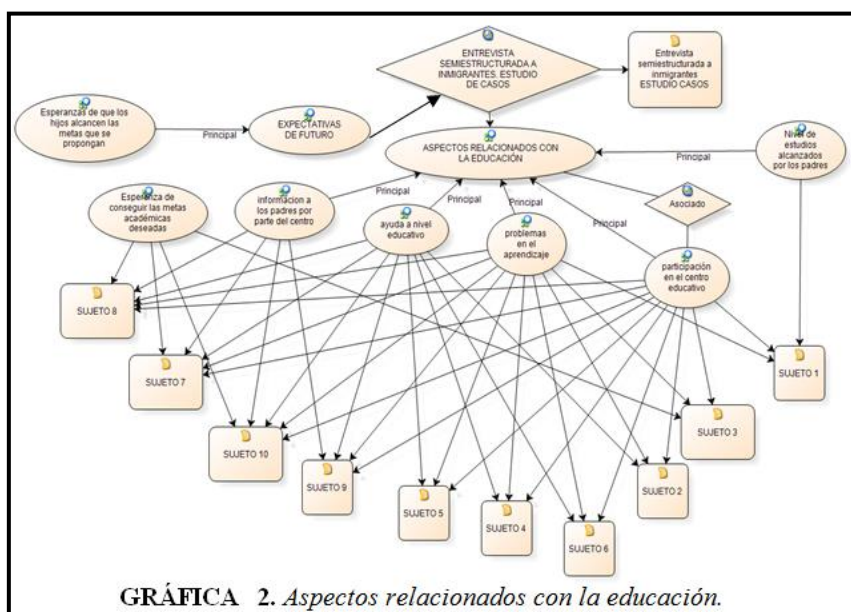 ENTREVISTA
SEMIESTRUCTURADA A
INMIGRANTES. ESTUDIO
DE CASOS
Entrevista
semiestructurada a
inmigrantes
ESTUDIO CASOS
Esperanzas de que los
hijos alcancen las
metas que se
propongan
Principal
EXPECTATIVAS
DE FUTURO
ASPECTOS RELACIONADOS CON
LA EDUCACIÓN
Principal
Nivel de
estudios alcanzados
por los padres
Esperanza de
conseguir las metas
académicas
deseadas
informacion a
los padres por
parte del centro
Principal
ayuda a nivel
educativo
Principal
problemas
en el
aprendizaje
Principal
Principal
Asociado
participación
en el centro
educativo
SUJETO 8
SUJETO 7
SUJETO 10
SUJETO 9
SUJETO 5
SUJETO 4
SUJETO 6
SUJETO 2
SUJETO 3
SUJETO 1
GRÁFICA 2. Aspectos relacionados con la educación.